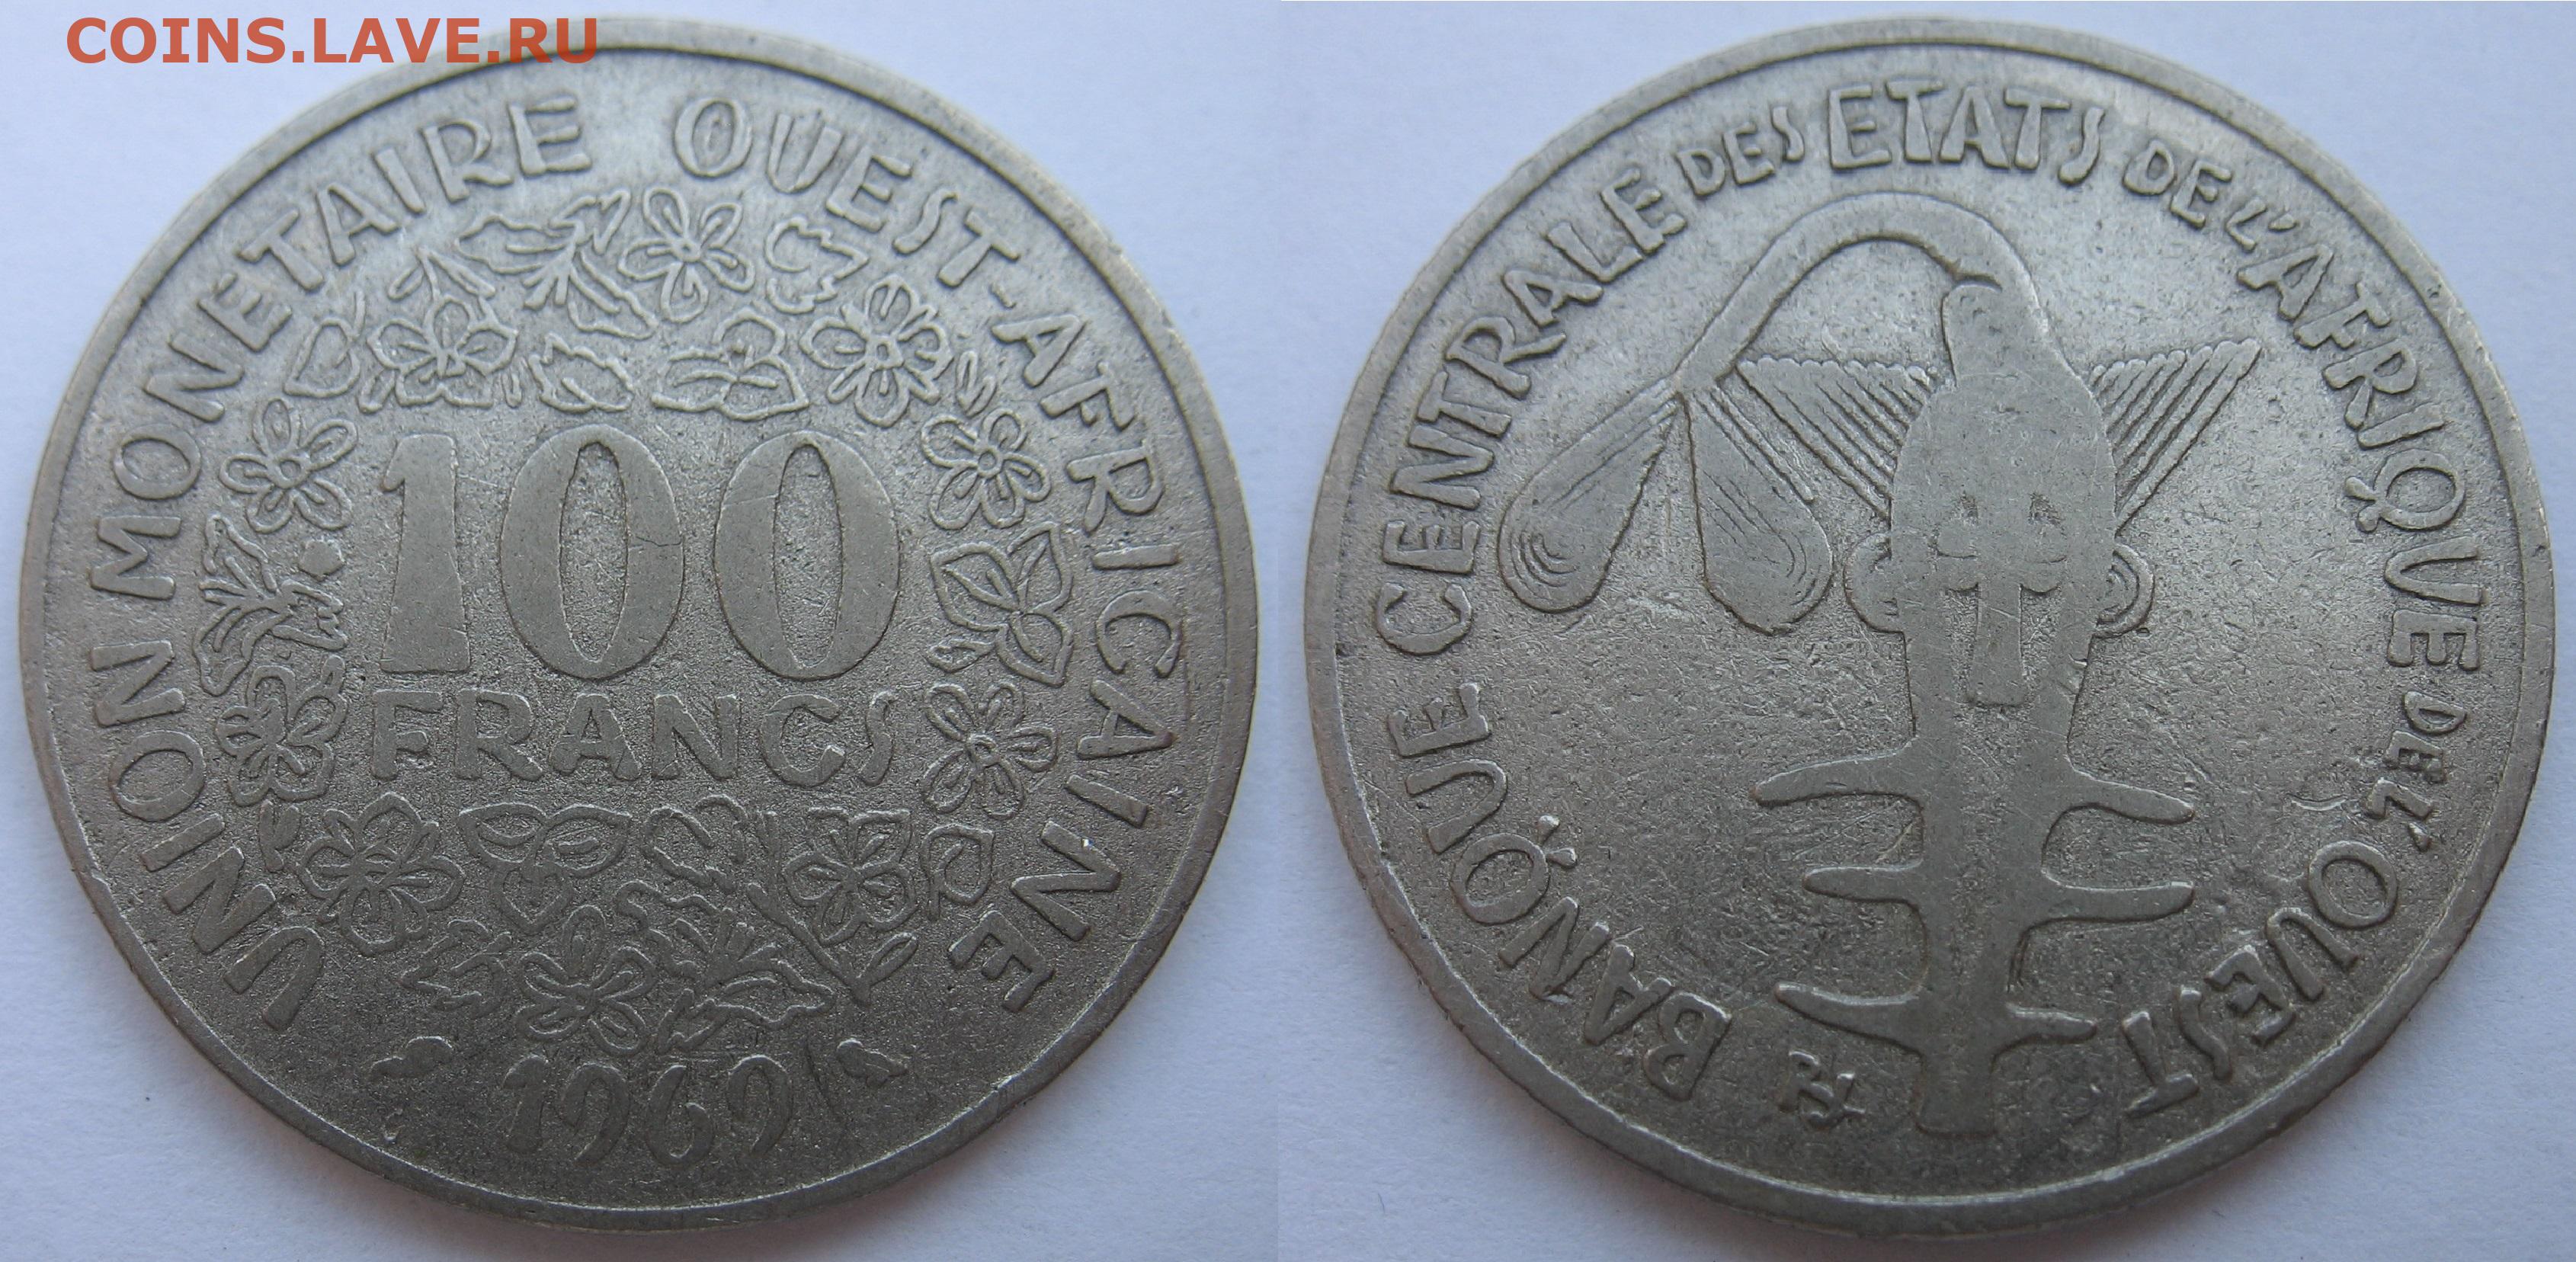 COINS.LAVE.RU
UNION MONETAIRE OUEST-AFRICAINE
100
FRANCS
1969
BANQUE CENTRALE DES ETATS DE L'AFRIQUE DE L'OUEST